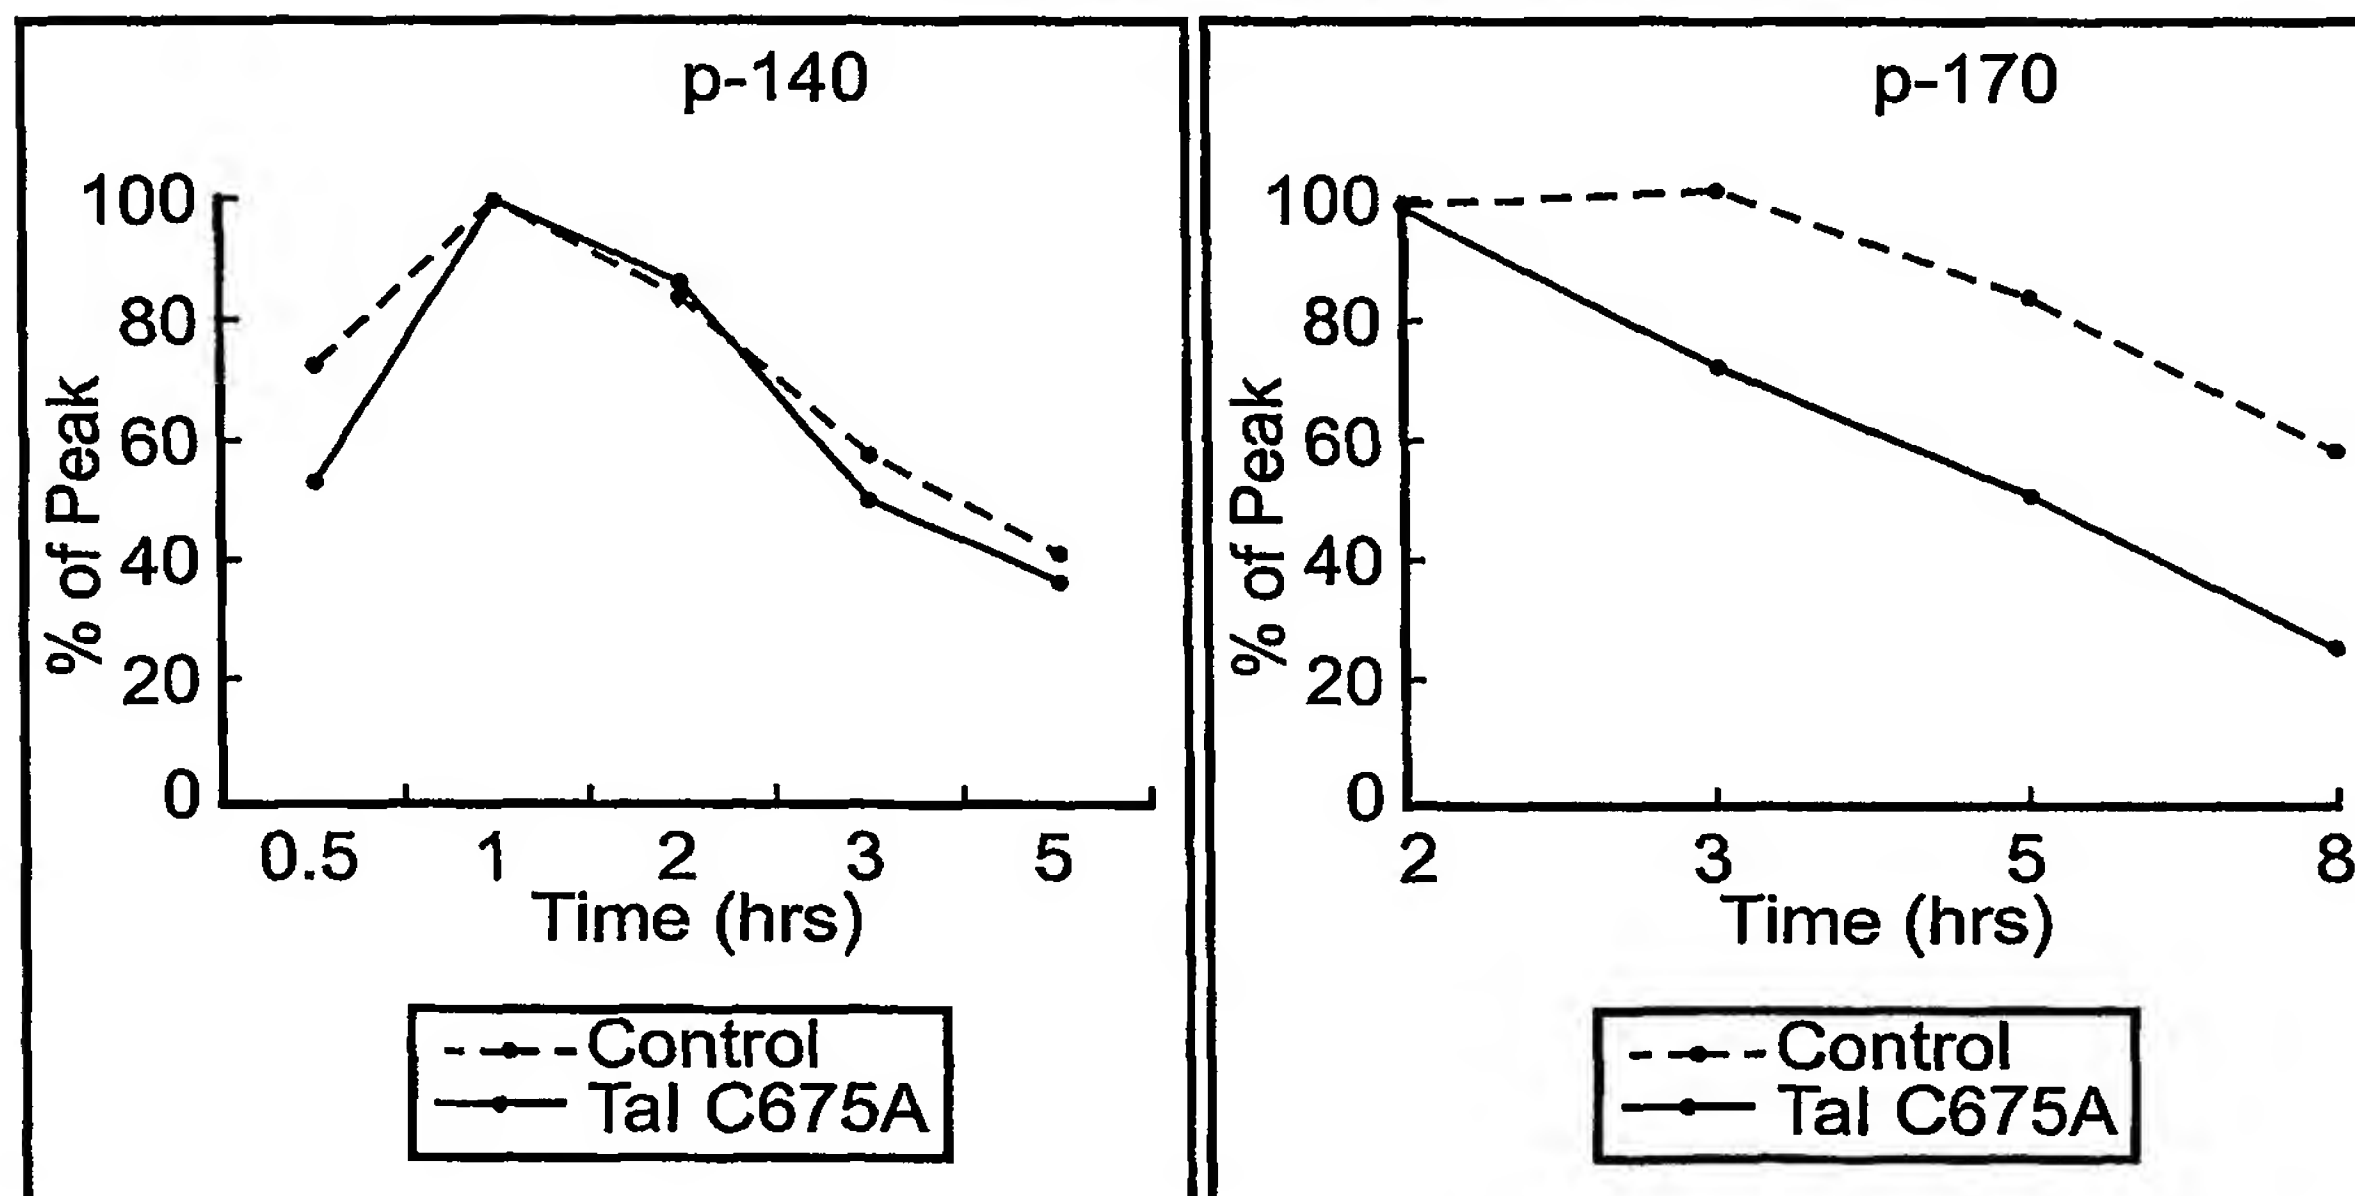 p-140
100
80
60
40
20
0
% of Peak
0.5 1 2 3 5
Time (hrs)
Control
Tal C675A
p-170
100
80
60
40
20
0
% of Peak
2 3 5 8
Time (hrs)
Control
Tal C675A